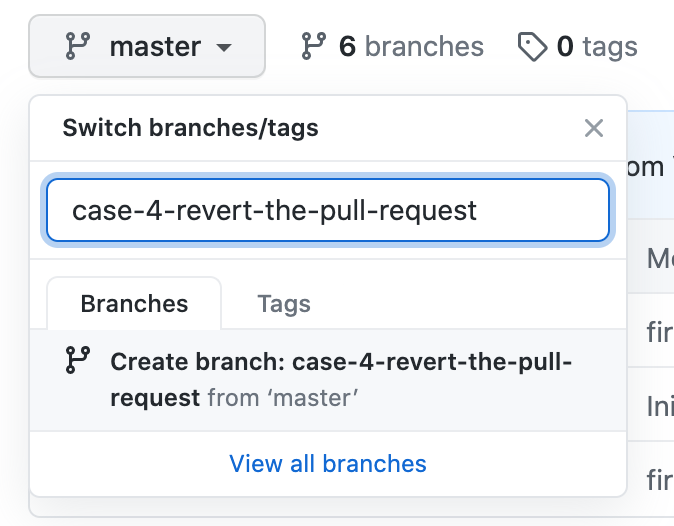 master 6 branches 0 tags
Switch branches/tags
om
case-4-revert-the-pull-request
Branches Tags
Create branch: case-4-revert-the-pull-
request from ‘master’
View all branches